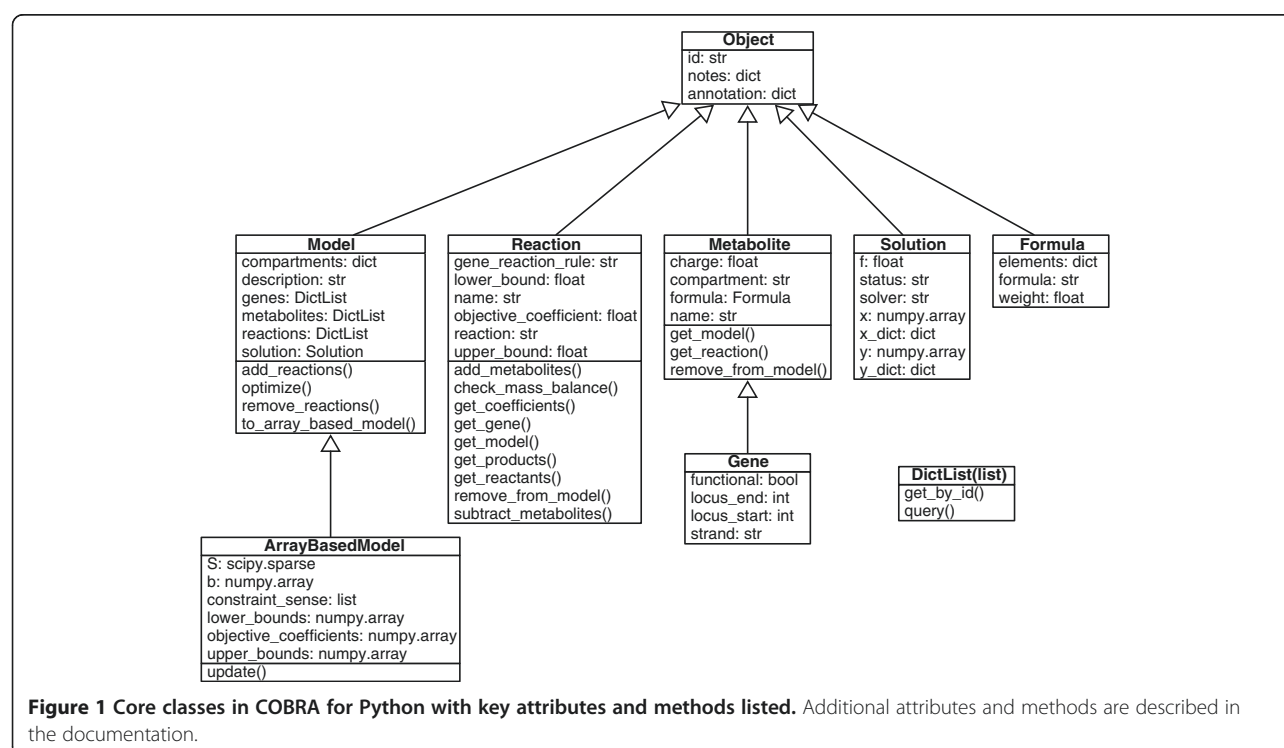 Object
id: str
notes: dict
annotation: dict
Model
compartments: dict
description: str
genes: DictList
metabolites: DictList
reactions: DictList
solution: Solution
add_reactions()
optimize()
remove_reactions()
to_array_based_model()
Reaction
gene_reaction_rule: str
lower_bound: float
name: str
objective_coefficient: float
reaction: str
upper_bound: float
add_metabolites()
check_mass_balance()
get_coefficients()
get_gene()
get_model()
get_products()
get_reactants()
remove_from_model()
subtract_metabolites()
Metabolite
charge: float
compartment: str
formula: Formula
name: str
get_model()
get_reaction()
remove_from_model()
Solution
f: float
status: str
solver: str
x: numpy.array
x_dict: dict
y: numpy.array
y_dict: dict
Formula
elements: dict
formula: str
weight: float
Gene
functional: bool
locus_end: int
locus_start: int
strand: str
DictList(list)
get_by_id()
query()
ArrayBasedModel
S: scipy.sparse
b: numpy.array
constraint_sense: list
lower_bounds: numpy.array
objective_coefficients: numpy.array
upper_bounds: numpy.array
update()
Figure 1 Core classes in COBRA for Python with key attributes and methods listed. Additional attributes and methods are described in
the documentation.